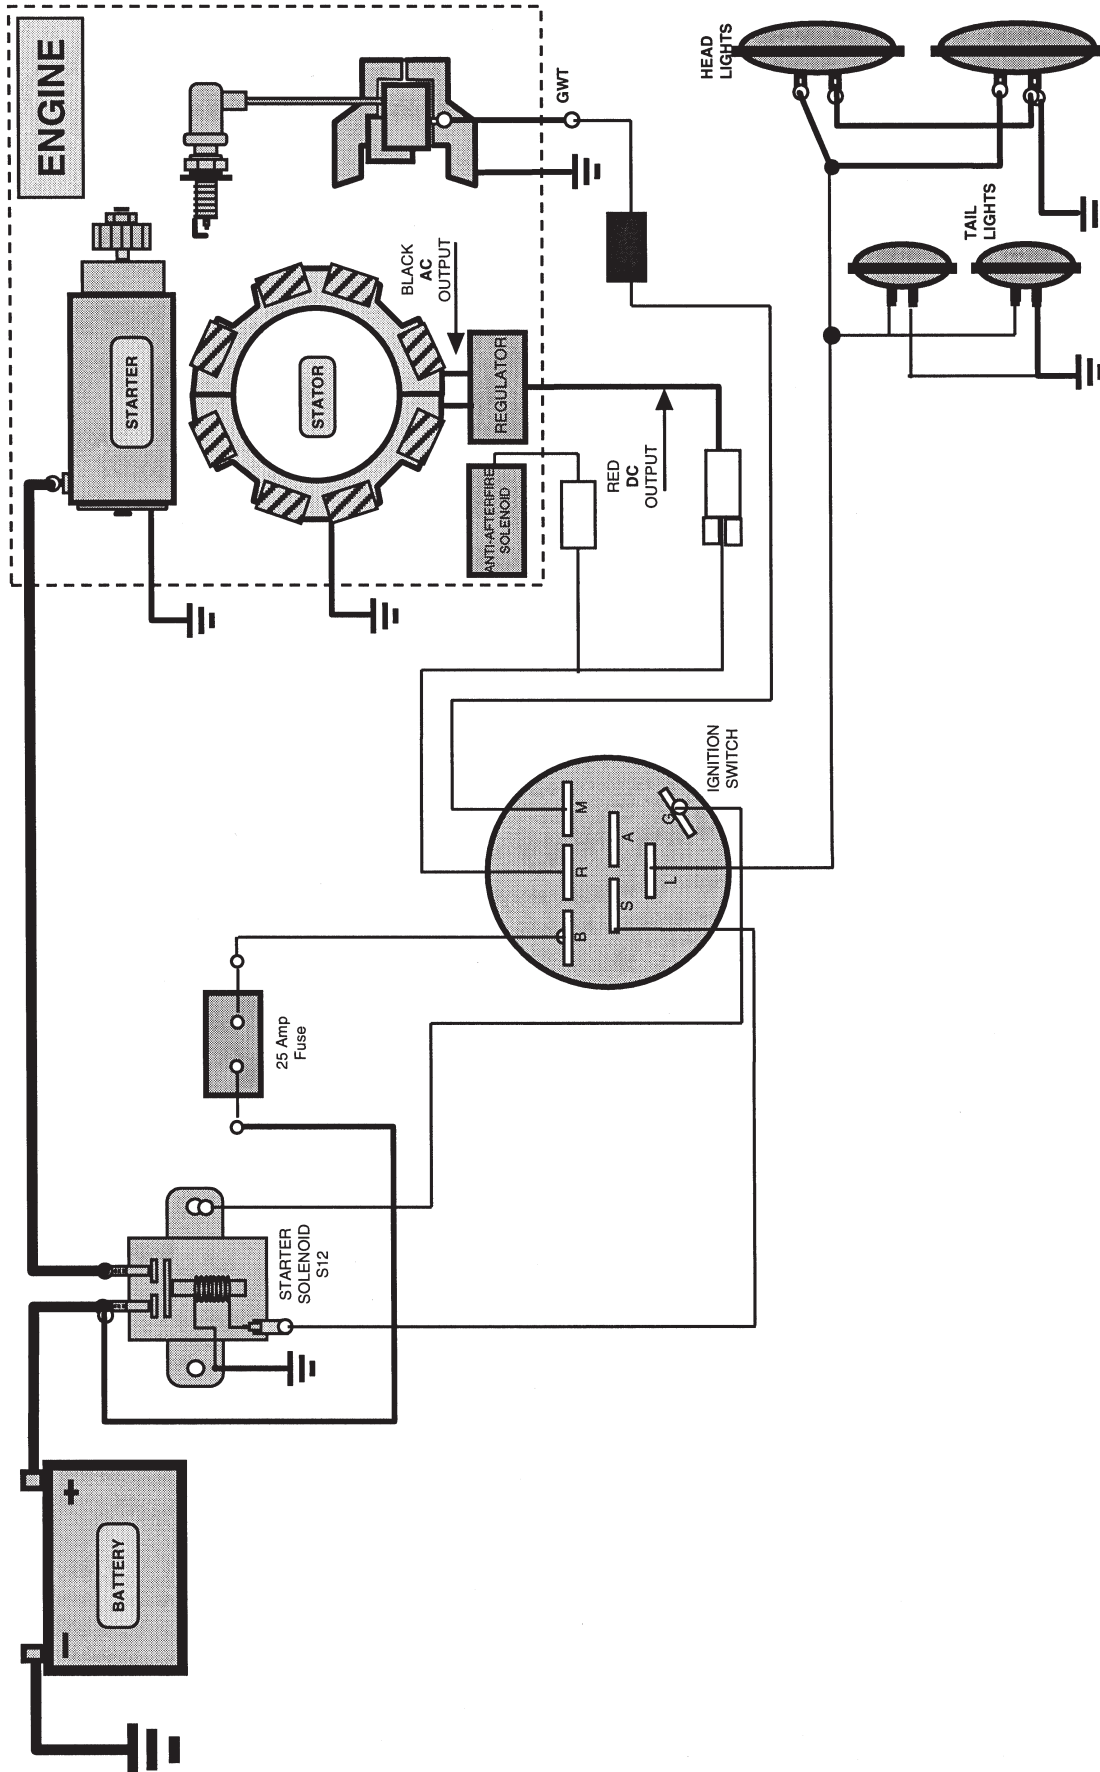 ENGINE
STARTER
STATOR
BLACK
AC
OUTPUT
REGULATOR
ANTI-AFTERFIRE
SOLENOID
RED
DC
OUTPUT
GWT
HEAD
LIGHTS
TAIL
LIGHTS
IGNITION
SWITCH
M
R
B
A
S
L
G
25 Amp
Fuse
STARTER
SOLENOID
S12
BATTERY
+
–